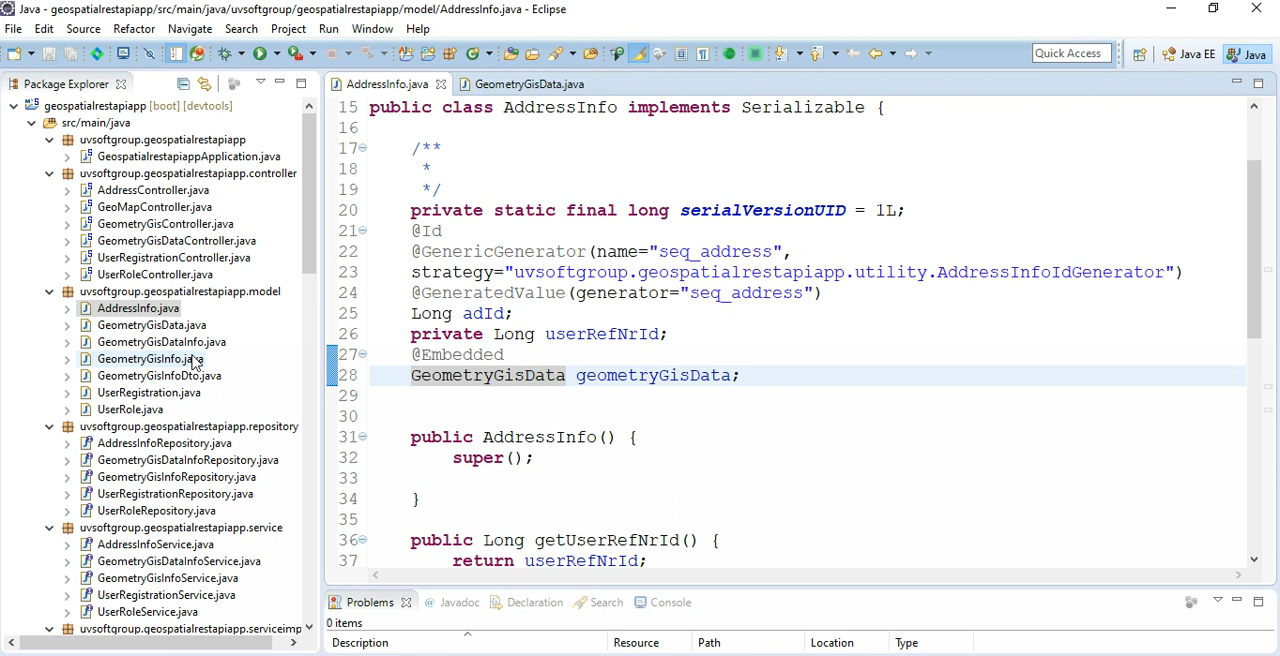 Java - geospatialrestapiapp/src/main/java/uvsoftgroup/geospatialrestapiapp/model/AddressInfo.java - Eclipse
File Edit Source Refactor Navigate Search Project Run Window Help
Quick Access Java EE Java
Package Explorer
geospatialrestapiapp [boot] [devtools]
src/main/java
uvsoftgroup.geospatialrestapiapp
GeospatialrestapiappApplication.java
uvsoftgroup.geospatialrestapiapp.controller
AddressController.java
GeoMapController.java
GeometryGisController.java
GeometryGisDataController.java
UserRegistrationController.java
UserRoleController.java
uvsoftgroup.geospatialrestapiapp.model
AddressInfo.java
GeometryGisData.java
GeometryGisDataInfo.java
GeometryGisInfo.java
GeometryGisInfoDto.java
UserRegistration.java
UserRole.java
uvsoftgroup.geospatialrestapiapp.repository
AddressInfoRepository.java
GeometryGisDataInfoRepository.java
GeometryGisInfoRepository.java
UserRegistrationRepository.java
UserRoleRepository.java
uvsoftgroup.geospatialrestapiapp.service
AddressInfoService.java
GeometryGisDataInfoService.java
GeometryGisInfoService.java
UserRegistrationService.java
UserRoleService.java
uvsoftgroup.geospatialrestapiapp.serviceimp
AddressInfo.java GeometryGisData.java
15 public class AddressInfo implements Serializable {
16
17 /**
18 *
19 */
20 private static final long serialVersionUID = 1L;
21 @Id
22 @GenericGenerator(name="seq_address",
23 strategy="uvsoftgroup.geospatialrestapiapp.utility.AddressInfoIdGenerator")
24 @GeneratedValue(generator="seq_address")
25 Long adId;
26 private Long userRefNrId;
27 @Embedded
28 GeometryGisData geometryGisData;
29
30
31 public AddressInfo() {
32 super();
33
34 }
35
36 public Long getUserRefNrId() {
37 return userRefNrId;
Problems Javadoc Declaration Search Console
0 items
Description Resource Path Location Type